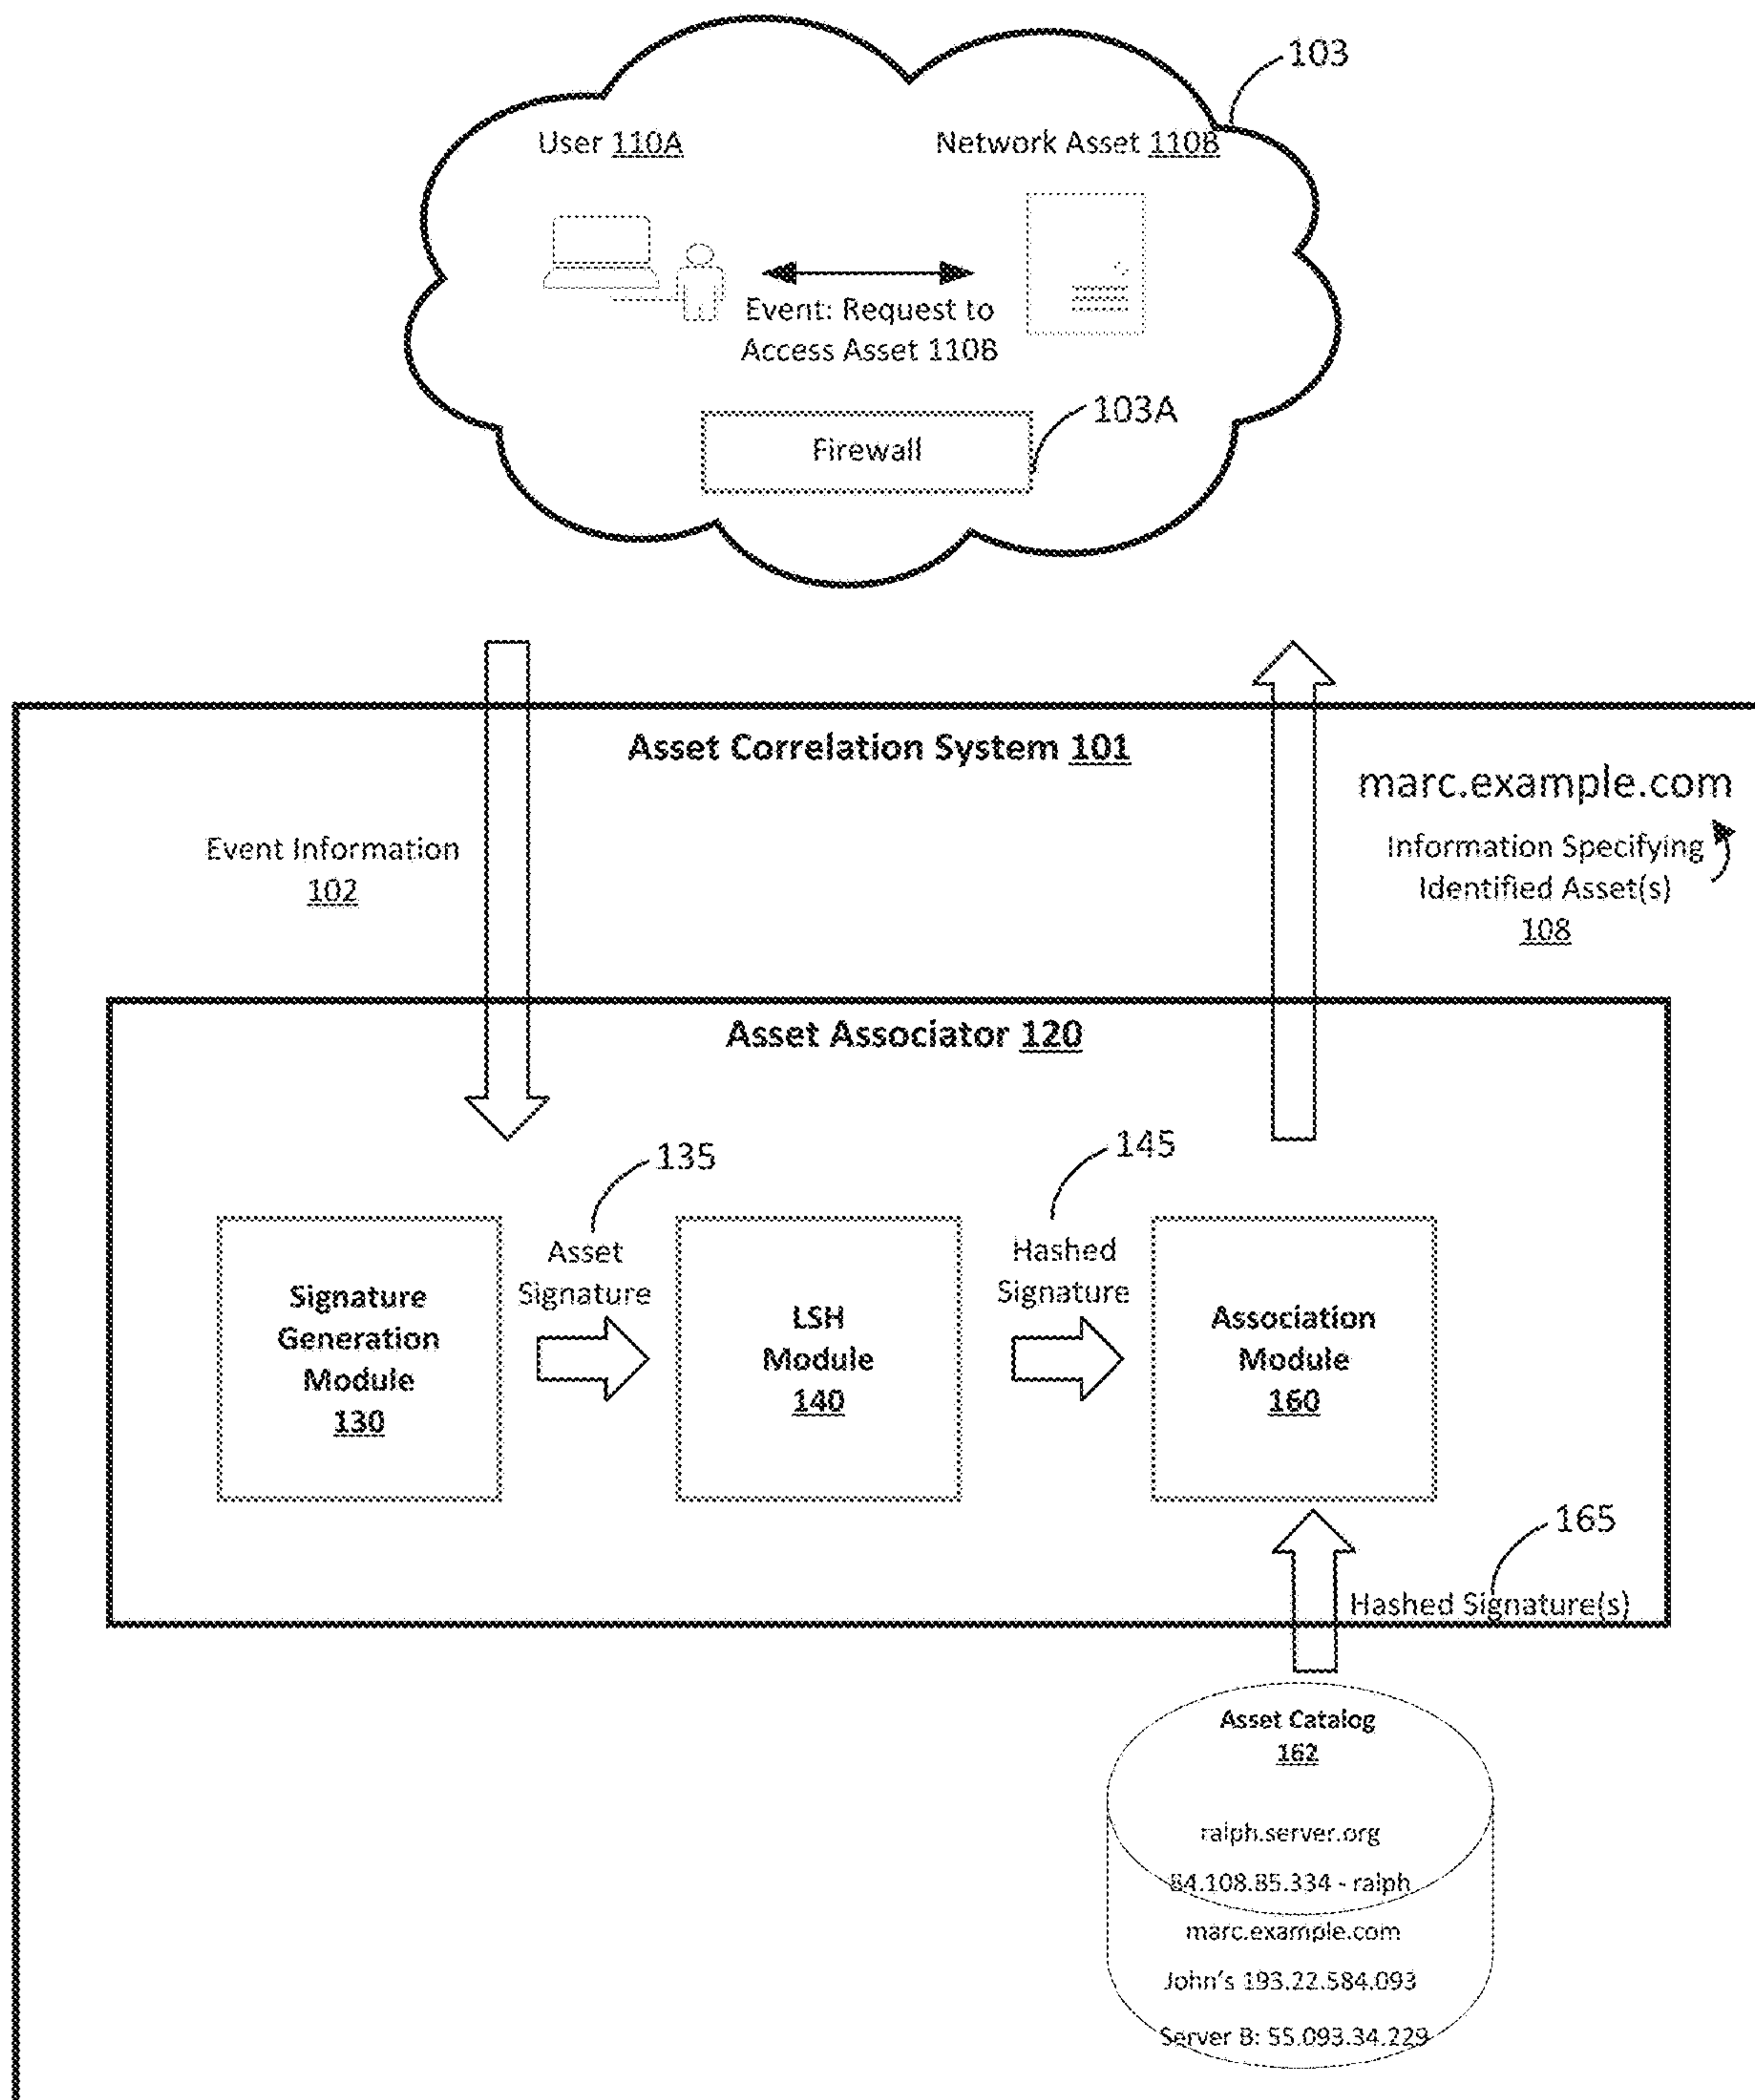 103
User 110A
Network Asset 110B
Event: Request to
Access Asset 110B
103A
Firewall
Asset Correlation System 101
marc.example.com
Event Information
102
Information Specifying
Identified Asset(s)
108
Asset Associator 120
135
145
Asset
Signature
Hashed
Signature
Signature
Generation
Module
130
LSH
Module
140
Association
Module
160
165
Hashed Signature(s)
Asset Catalog
162
ralph.server.org
84.108.85.334 - ralph
marc.example.com
John's 193.22.584.093
Server B: 55.093.34.229